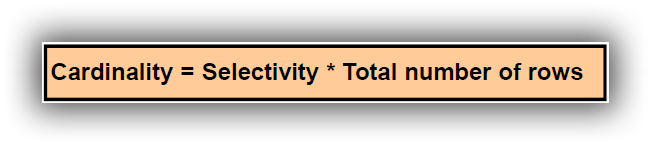 Cardinality = Selectivity * Total number of rows